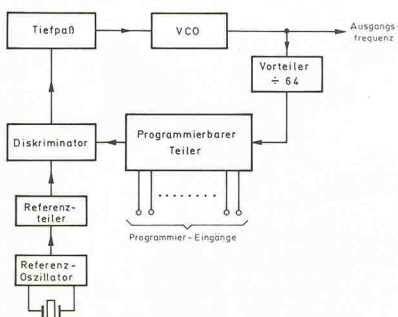 Tiefpaß
VCO
Ausgangs-
frequenz
Vorteiler
÷ 64
Diskriminator
Programmierbarer
Teiler
Referenz-
teiler
Programmier-Eingänge
Referenz-
Oszillator